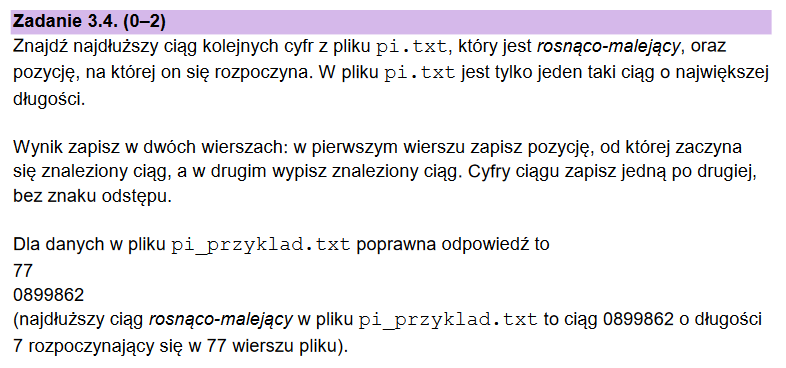 Zadanie 3.4. (0–2)
Znajdź najdłuższy ciąg kolejnych cyfr z pliku pi.txt, który jest rosnąco-malejący, oraz
pozycję, na której on się rozpoczyna. W pliku pi.txt jest tylko jeden taki ciąg o największej
długości.
Wynik zapisz w dwóch wierszach: w pierwszym wierszu zapisz pozycję, od której zaczyna
się znaleziony ciąg, a w drugim wypisz znaleziony ciąg. Cyfry ciągu zapisz jedną po drugiej,
bez znaku odstępu.
Dla danych w pliku pi_przyklad.txt poprawna odpowiedź to
77
0899862
(najdłuższy ciąg rosnąco-malejący w pliku pi_przyklad.txt to ciąg 0899862 o długości
7 rozpoczynający się w 77 wierszu pliku).